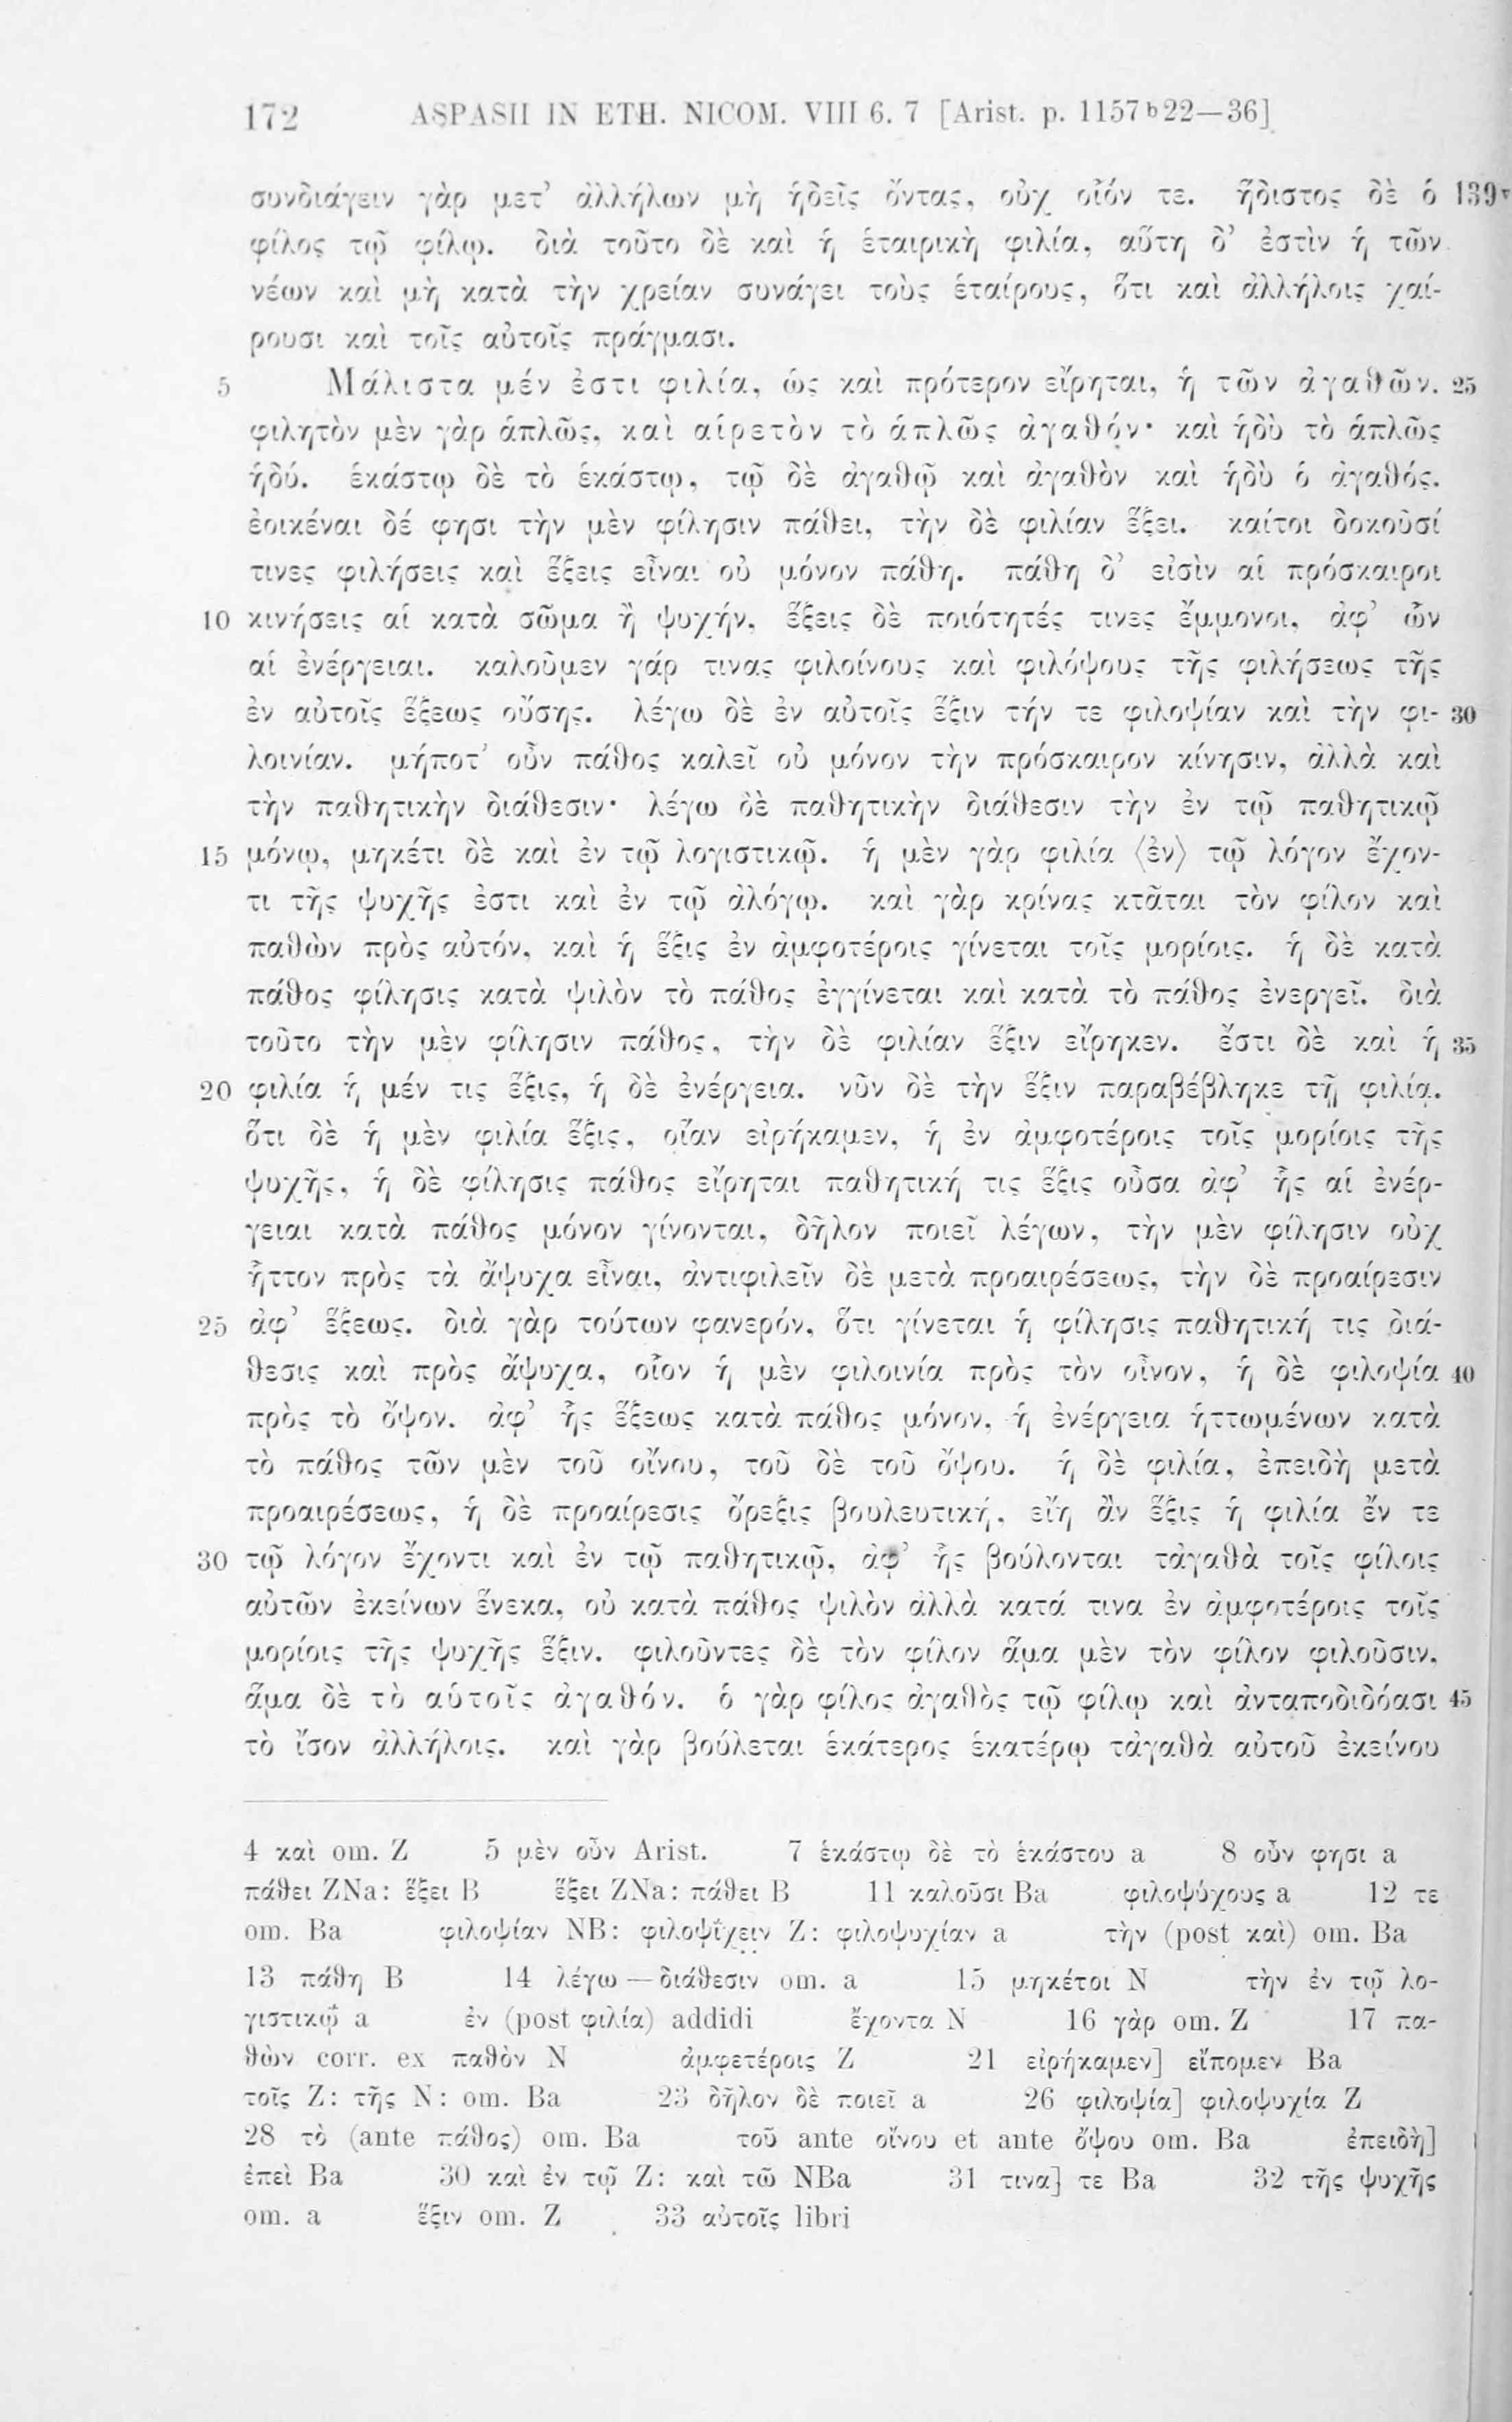 172 ASPASII IN ETH. NICOM. VIII 6. 7 [Arist. p. 1157 b 22—36]
συνδιάγειν γὰρ μετ’ ἀλλήλων μὴ ἡδεῖς ὄντας, οὐχ οἷόν τε. ἥδιστος δὲ ὁ 139v
φίλος τῷ φίλῳ. διὰ τοῦτο δὲ καὶ ἡ ἑταιρικὴ φιλία, αὕτη δ’ ἐστὶν ἡ τῶν
νέων καὶ μὴ κατὰ τὴν χρείαν συνάγει τοὺς ἑταίρους, ὅτι καὶ ἀλλήλοις χαί-
ρουσι καὶ τοῖς αὐτοῖς πράγμασι.
5 Μάλιστα μέν ἐστι φιλία, ὡς καὶ πρότερον εἴρηται, ἡ τῶν ἀγαθῶν. 25
φιλητὸν μὲν γὰρ ἁπλῶς, καὶ αἱρετὸν τὸ ἁπλῶς ἀγαθόν· καὶ ἡδὺ τὸ ἁπλῶς
ἡδύ. ἑκάστῳ δὲ τὸ ἑκάστῳ, τῷ δὲ ἀγαθῷ καὶ ἀγαθὸν καὶ ἡδὺ ὁ ἀγαθός.
ἐοικέναι δέ φησι τὴν μὲν φίλησιν πάθει, τὴν δὲ φιλίαν ἕξει. καίτοι δοκοῦσί
τινες φιλήσεις καὶ ἕξεις εἶναι οὐ μόνον πάθη. πάθη δ’ εἰσὶν αἱ πρόσκαιροι
10 κινήσεις αἱ κατὰ σῶμα ἢ ψυχήν, ἕξεις δὲ ποιότητές τινες ἔμμονοι, ἀφ’ ὧν
αἱ ἐνέργειαι. καλοῦμεν γάρ τινας φιλοίνους καὶ φιλόψους τῆς φιλήσεως τῆς
ἐν αὐτοῖς ἕξεως οὔσης. λέγω δὲ ἐν αὐτοῖς ἕξιν τήν τε φιλοψίαν καὶ τὴν φι- 30
λοινίαν. μήποτ’ οὖν πάθος καλεῖ οὐ μόνον τὴν πρόσκαιρον κίνησιν, ἀλλὰ καὶ
τὴν παθητικὴν διάθεσιν· λέγω δὲ παθητικὴν διάθεσιν τὴν ἐν τῷ παθητικῷ
15 μόνῳ, μηκέτι δὲ καὶ ἐν τῷ λογιστικῷ. ἡ μὲν γὰρ φιλία ⟨ἐν⟩ τῷ λόγον ἔχον-
τι τῆς ψυχῆς ἐστι καὶ ἐν τῷ ἀλόγῳ. καὶ γὰρ κρίνας κτᾶται τὸν φίλον καὶ
παθὼν πρὸς αὐτόν, καὶ ἡ ἕξις ἐν ἀμφοτέροις γίνεται τοῖς μορίοις. ἡ δὲ κατὰ
πάθος φίλησις κατὰ ψιλὸν τὸ πάθος ἐγγίνεται καὶ κατὰ τὸ πάθος ἐνεργεῖ. διὰ
τοῦτο τὴν μὲν φίλησιν πάθος, τὴν δὲ φιλίαν ἕξιν εἴρηκεν. ἔστι δὲ καὶ ἡ 35
20 φιλία ἡ μέν τις ἕξις, ἡ δὲ ἐνέργεια. νῦν δὲ τὴν ἕξιν παραβέβληκε τῇ φιλίᾳ.
ὅτι δὲ ἡ μὲν φιλία ἕξις, οἵαν εἰρήκαμεν, ἡ ἐν ἀμφοτέροις τοῖς μορίοις τῆς
ψυχῆς, ἡ δὲ φίλησις πάθος εἴρηται παθητική τις ἕξις οὖσα ἀφ’ ἧς αἱ ἐνέρ-
γειαι κατὰ πάθος μόνον γίνονται, δῆλον ποιεῖ λέγων, τὴν μὲν φίλησιν οὐχ
ἧττον πρὸς τὰ ἄψυχα εἶναι, ἀντιφιλεῖν δὲ μετὰ προαιρέσεως, τὴν δὲ προαίρεσιν
25 ἀφ’ ἕξεως. διὰ γὰρ τούτων φανερόν, ὅτι γίνεται ἡ φίλησις παθητική τις διά-
θεσις καὶ πρὸς ἄψυχα, οἷον ἡ μὲν φιλοινία πρὸς τὸν οἶνον, ἡ δὲ φιλοψία 40
πρὸς τὸ ὄψον. ἀφ’ ἧς ἕξεως κατὰ πάθος μόνον, ἡ ἐνέργεια ἡττωμένων κατὰ
τὸ πάθος τῶν μὲν τοῦ οἴνου, τοῦ δὲ τοῦ ὄψου. ἡ δὲ φιλία, ἐπειδὴ μετὰ
προαιρέσεως, ἡ δὲ προαίρεσις ὄρεξις βουλευτική, εἴη ἂν ἕξις ἡ φιλία ἔν τε
30 τῷ λόγον ἔχοντι καὶ ἐν τῷ παθητικῷ, ἀφ’ ἧς βούλονται τἀγαθὰ τοῖς φίλοις
αὐτῶν ἐκείνων ἕνεκα, οὐ κατὰ πάθος ψιλὸν ἀλλὰ κατά τινα ἐν ἀμφοτέροις τοῖς
μορίοις τῆς ψυχῆς ἕξιν. φιλοῦντες δὲ τὸν φίλον ἅμα μὲν τὸν φίλον φιλοῦσιν,
ἅμα δὲ τὸ αὑτοῖς ἀγαθόν. ὁ γὰρ φίλος ἀγαθὸς τῷ φίλῳ καὶ ἀνταποδιδόασι 45
τὸ ἴσον ἀλλήλοις. καὶ γὰρ βούλεται ἑκάτερος ἑκατέρῳ τἀγαθὰ αὐτοῦ ἐκείνου
4 καὶ om. Z 5 μὲν οὖν Arist. 7 ἑκάστῳ δὲ τὸ ἑκάστου a 8 οὖν φησι a
πάθει ZNa: ἕξει B ἕξει ZNa: πάθει B 11 καλοῦσι Ba φιλοψύχους a 12 τε
om. Ba φιλοψίαν NB: φιλοψΐχειν Z: φιλοψυχίαν a τὴν (post καὶ) om. Ba
13 πάθη B 14 λέγω — διάθεσιν om. a 15 μηκέτοι N τὴν ἐν τῷ λο-
γιστικῷ a ἐν (post φιλία) addidi ἔχοντα N 16 γὰρ om. Z 17 πα-
θὼν corr. ex παθὸν N ἀμφετέροις Z 21 εἰρήκαμεν] εἴπομεν Ba
τοῖς Z: τῆς N: om. Ba 23 δῆλον δὲ ποιεῖ a 26 φιλοψία] φιλοψυχία Z
28 τὸ (ante πάθος) om. Ba τοῦ ante οἴνου et ante ὄψου om. Ba ἐπειδὴ]
ἐπεὶ Ba 30 καὶ ἐν τῷ Z: καὶ τῶ NBa 31 τινα] τε Ba 32 τῆς ψυχῆς
om. a ἕξιν om. Z 33 αὐτοῖς libri